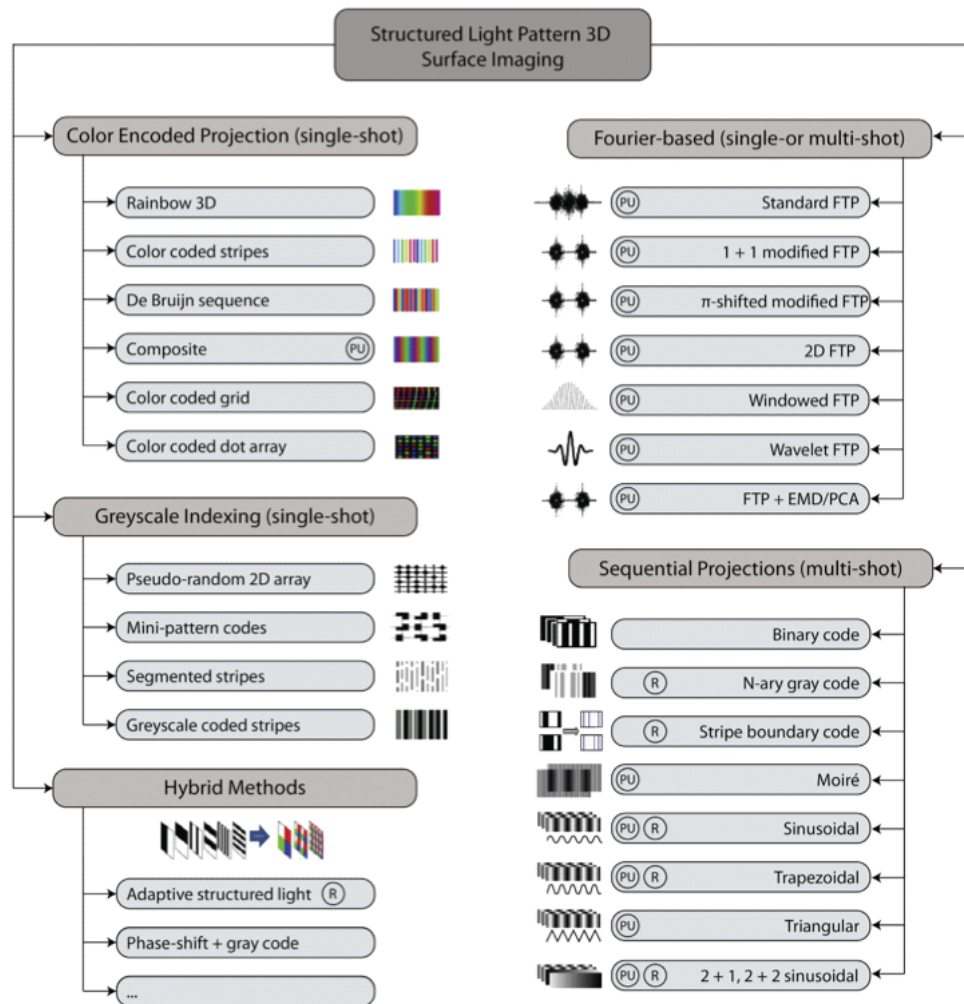 Structured Light Pattern 3D
Surface Imaging
Color Encoded Projection (single-shot)
Rainbow 3D
Color coded stripes
De Bruijn sequence
Composite PU
Color coded grid
Color coded dot array
Greyscale Indexing (single-shot)
Pseudo-random 2D array
Mini-pattern codes
Segmented stripes
Greyscale coded stripes
Hybrid Methods
Adaptive structured light R
Phase-shift + gray code
...
Fourier-based (single-or multi-shot)
PU Standard FTP
PU 1 + 1 modified FTP
PU π-shifted modified FTP
PU 2D FTP
PU Windowed FTP
PU Wavelet FTP
PU FTP + EMD/PCA
Sequential Projections (multi-shot)
Binary code
R N-ary gray code
R Stripe boundary code
PU Moiré
PU R Sinusoidal
PU R Trapezoidal
PU Triangular
PU R 2 + 1, 2 + 2 sinusoidal